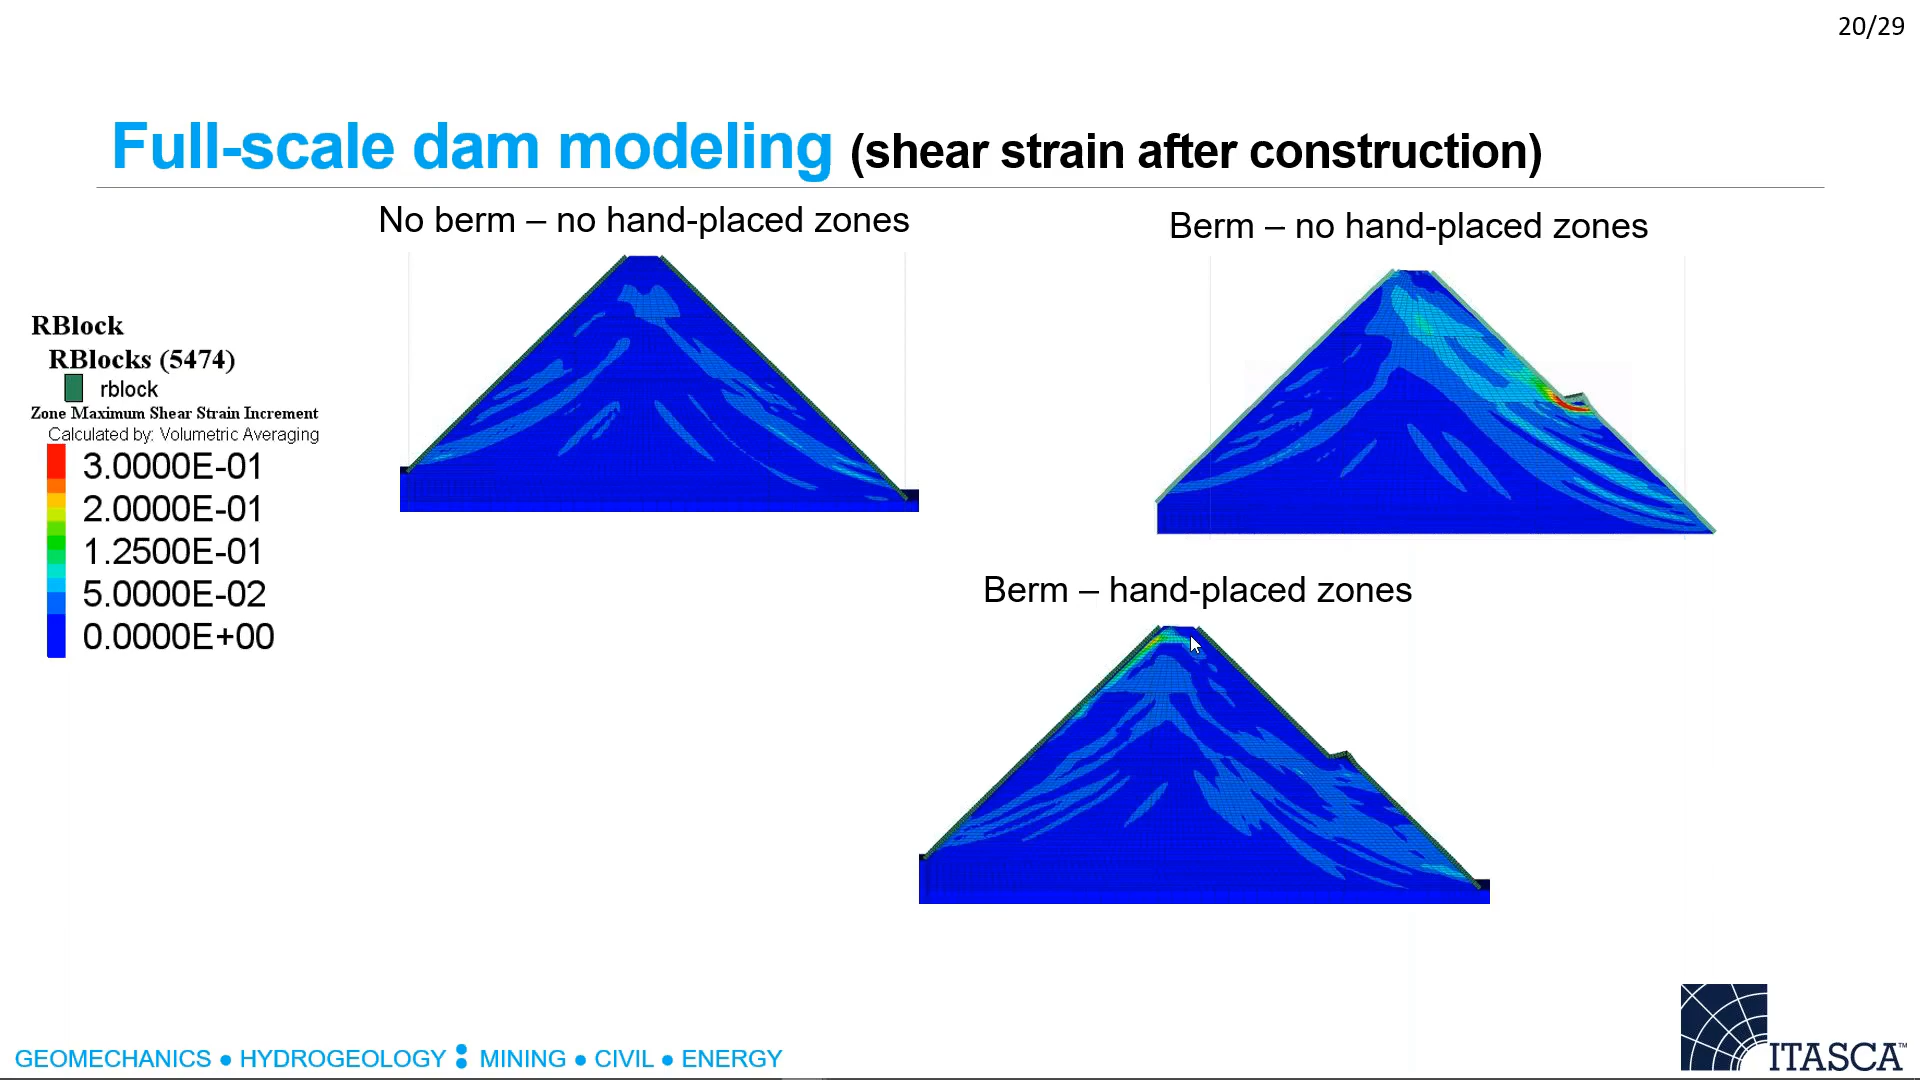 20/29
Full-scale dam modeling (shear strain after construction)
No berm – no hand-placed zones
Berm – no hand-placed zones
RBlock
RBlocks (5474)
rblock
Zone Maximum Shear Strain Increment
Calculated by: Volumetric Averaging
3.0000E-01
2.0000E-01
1.2500E-01
5.0000E-02
0.0000E+00
Berm – hand-placed zones
GEOMECHANICS ● HYDROGEOLOGY : MINING ● CIVIL ● ENERGY
ITASCA™